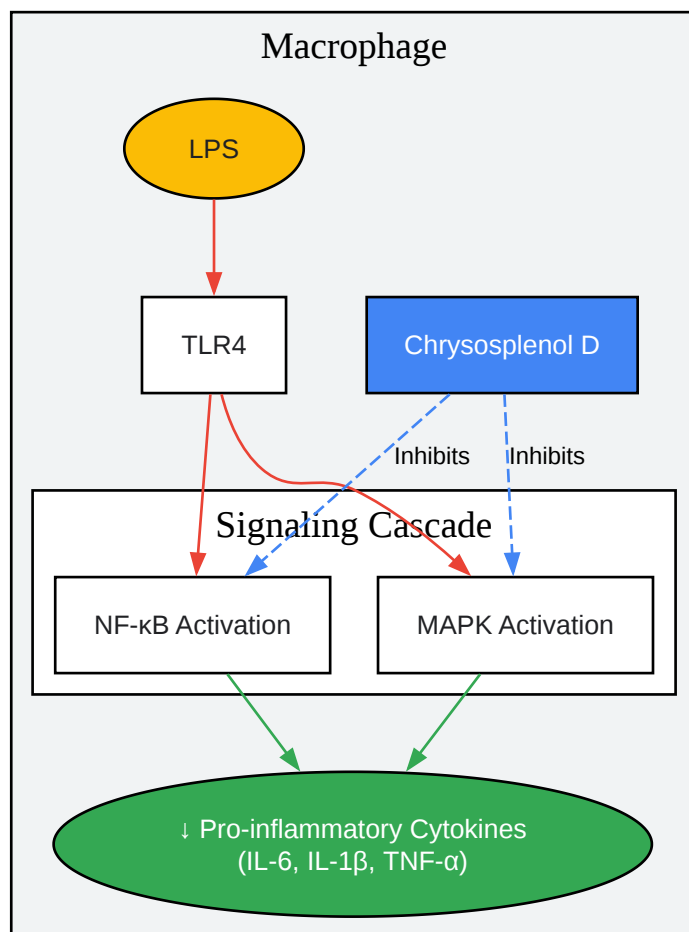 Macrophage
LPS
TLR4
Chrysosplenol D
Inhibits
Inhibits
Signaling Cascade
NF-κB Activation
MAPK Activation
↓ Pro-inflammatory Cytokines
(IL-6, IL-1β, TNF-α)